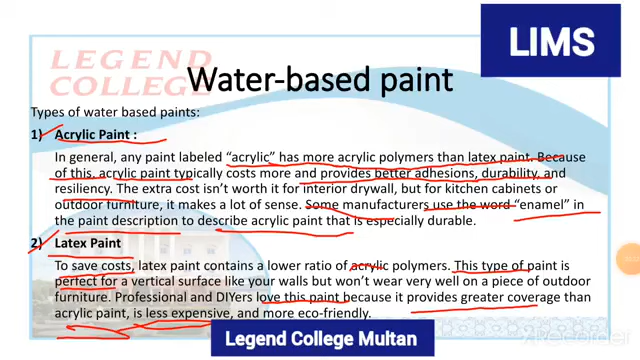 LIMS
LEGEND
COLLEGE
Water-based paint
Types of water based paints:
1) Acrylic Paint :
In general, any paint labeled “acrylic” has more acrylic polymers than latex paint. Because
of this, acrylic paint typically costs more and provides better adhesions, durability, and
resiliency. The extra cost isn’t worth it for interior drywall, but for kitchen cabinets or
outdoor furniture, it makes a lot of sense. Some manufacturers use the word “enamel” in
the paint description to describe acrylic paint that is especially durable.
2) Latex Paint
To save costs, latex paint contains a lower ratio of acrylic polymers. This type of paint is
perfect for a vertical surface like your walls but won’t wear very well on a piece of outdoor
furniture. Professional and DIYers love this paint because it provides greater coverage than
acrylic paint, is less expensive, and more eco-friendly.
Legend College Multan